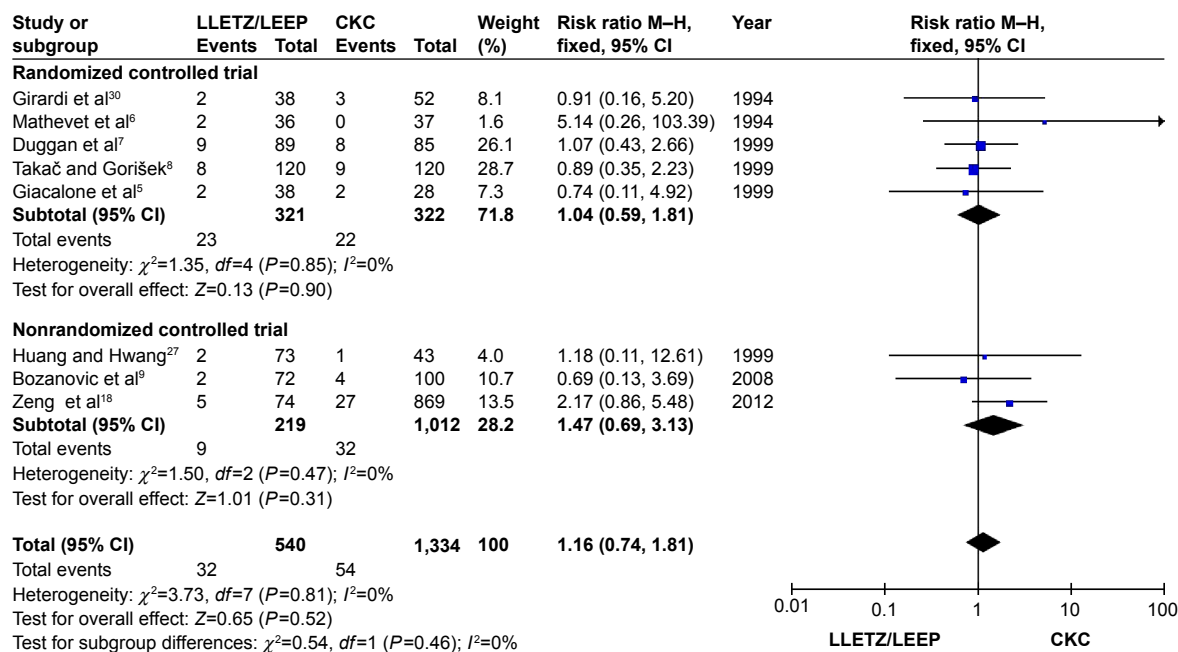 Study or subgroup LLETZ/LEEP Events Total CKC Events Total Weight (%) Risk ratio M–H, fixed, 95% CI Year Risk ratio M–H, fixed, 95% CI
Randomized controlled trial
Girardi et al³⁰ 2 38 3 52 8.1 0.91 (0.16, 5.20) 1994
Mathevet et al⁶ 2 36 0 37 1.6 5.14 (0.26, 103.39) 1994
Duggan et al⁷ 9 89 8 85 26.1 1.07 (0.43, 2.66) 1999
Takač and Gorišek⁸ 8 120 9 120 28.7 0.89 (0.35, 2.23) 1999
Giacalone et al⁵ 2 38 2 28 7.3 0.74 (0.11, 4.92) 1999
Subtotal (95% CI) 321 322 71.8 1.04 (0.59, 1.81)
Total events 23 22
Heterogeneity: χ²=1.35, df=4 (P=0.85); I²=0%
Test for overall effect: Z=0.13 (P=0.90)
Nonrandomized controlled trial
Huang and Hwang²⁷ 2 73 1 43 4.0 1.18 (0.11, 12.61) 1999
Bozanovic et al⁹ 2 72 4 100 10.7 0.69 (0.13, 3.69) 2008
Zeng et al¹⁸ 5 74 27 869 13.5 2.17 (0.86, 5.48) 2012
Subtotal (95% CI) 219 1,012 28.2 1.47 (0.69, 3.13)
Total events 9 32
Heterogeneity: χ²=1.50, df=2 (P=0.47); I²=0%
Test for overall effect: Z=1.01 (P=0.31)
Total (95% CI) 540 1,334 100 1.16 (0.74, 1.81)
Total events 32 54
Heterogeneity: χ²=3.73, df=7 (P=0.81); I²=0%
Test for overall effect: Z=0.65 (P=0.52)
Test for subgroup differences: χ²=0.54, df=1 (P=0.46); I²=0%
0.01 0.1 1 10 100
LLETZ/LEEP CKC